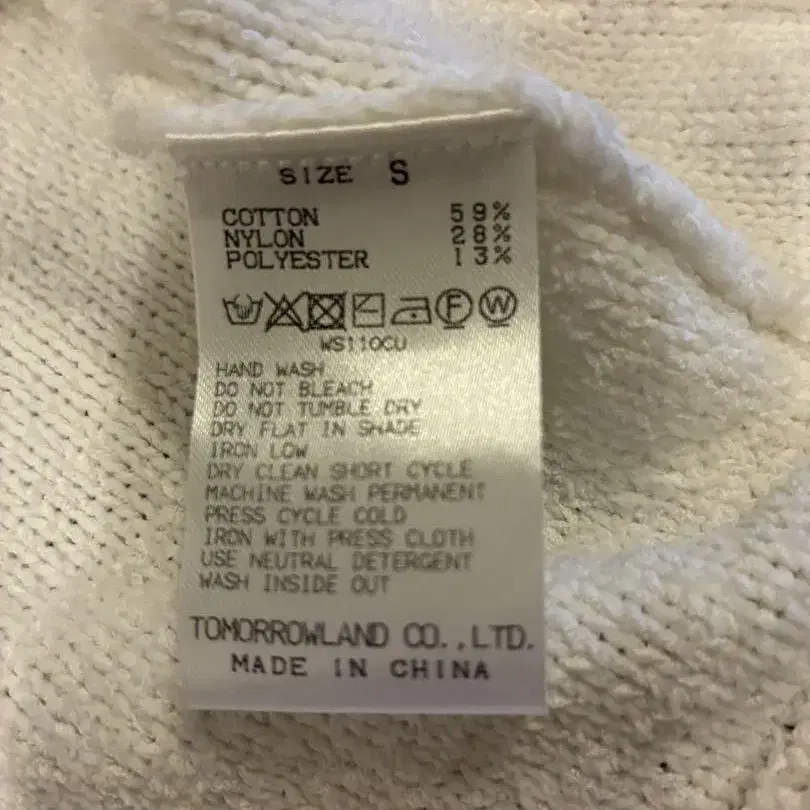 SIZE S
COTTON 59%
NYLON 28%
POLYESTER 13%
F W
WS110CU
HAND WASH
DO NOT BLEACH
DO NOT TUMBLE DRY
DRY FLAT IN SHADE
IRON LOW
DRY CLEAN SHORT CYCLE
MACHINE WASH PERMANENT
PRESS CYCLE COLD
IRON WITH PRESS CLOTH
USE NEUTRAL DETERGENT
WASH INSIDE OUT
TOMORROWLAND CO.,LTD.
MADE IN CHINA